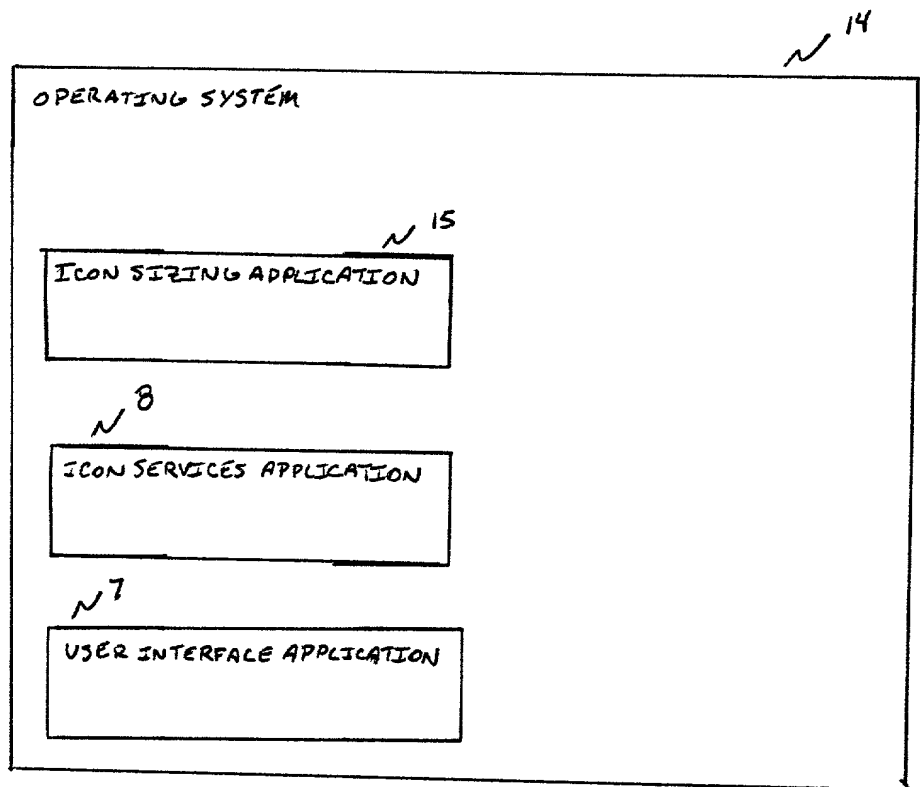 14
OPERATING SYSTEM
15
ICON SIZING APPLICATION
8
ICON SERVICES APPLICATION
7
USER INTERFACE APPLICATION